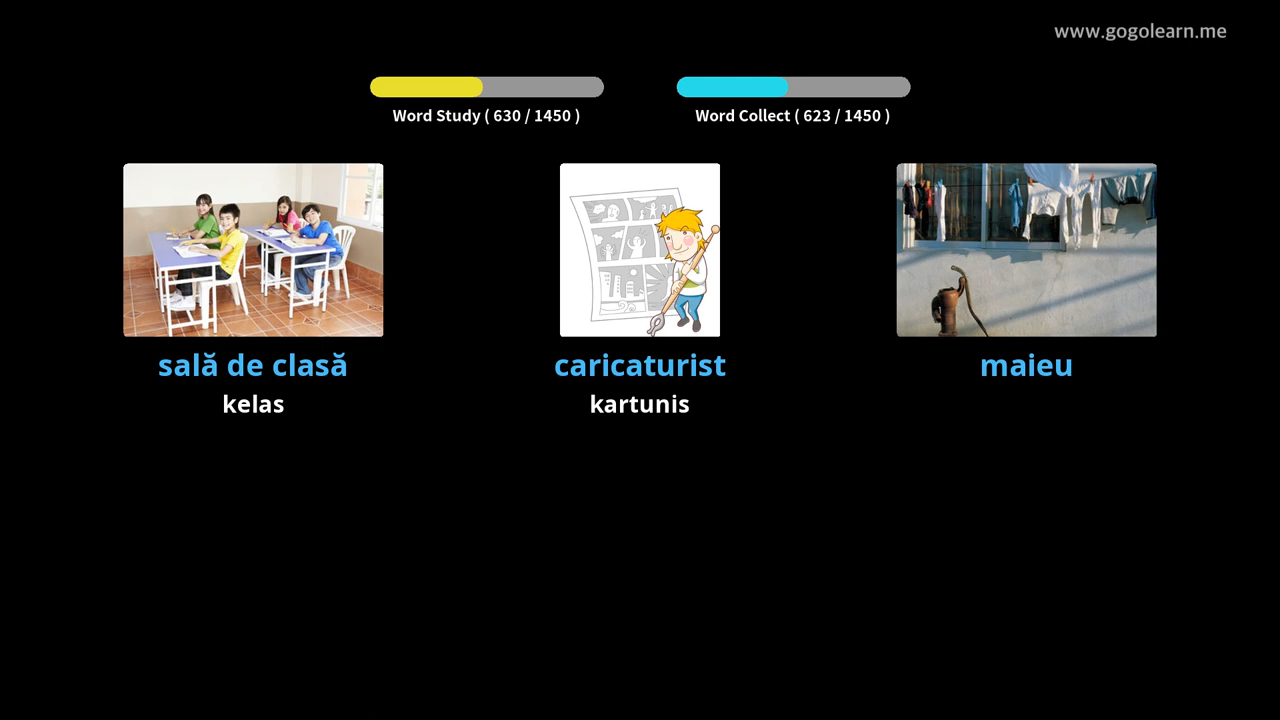 www.gogolearn.me
Word Study ( 630 / 1450 )
Word Collect ( 623 / 1450 )
sală de clasă
caricaturist
maieu
kelas
kartunis